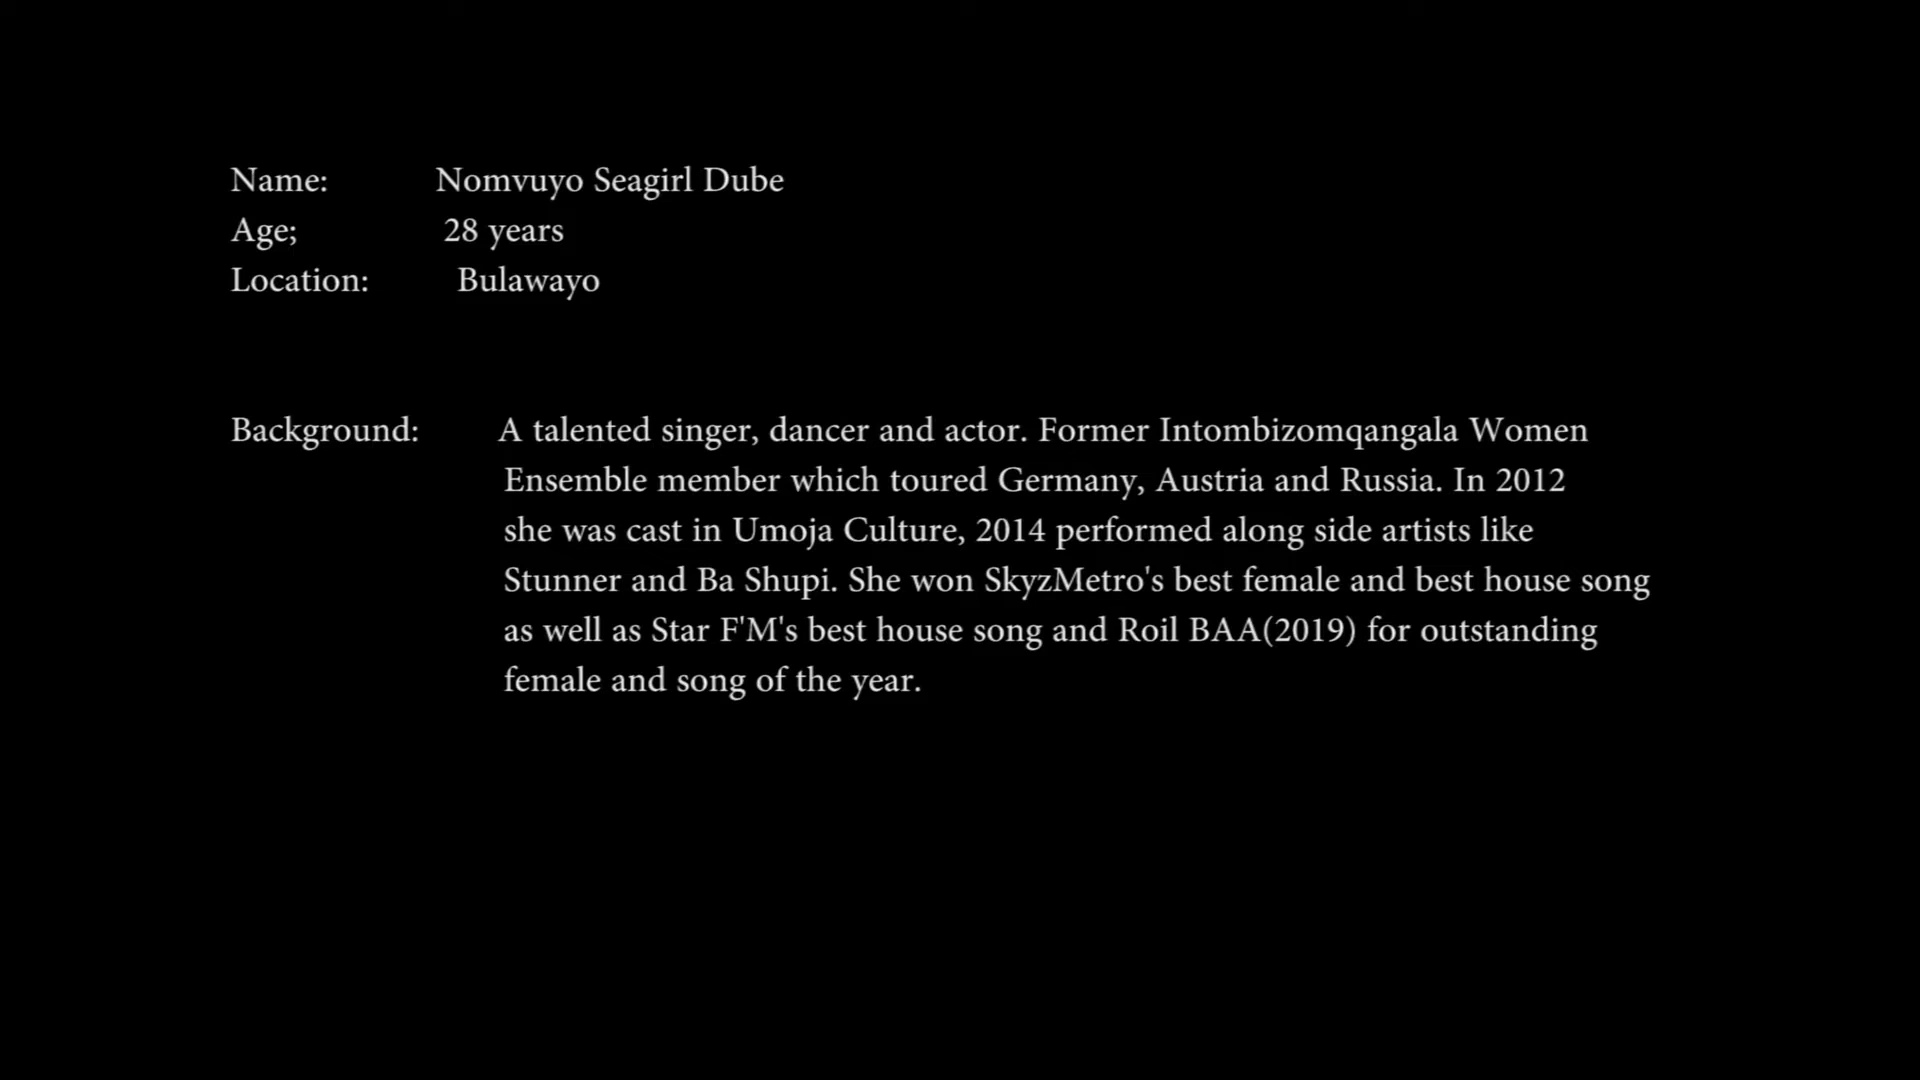 Name: Nomvuyo Seagirl Dube
Age; 28 years
Location: Bulawayo
Background: A talented singer, dancer and actor. Former Intombizomqangala Women
Ensemble member which toured Germany, Austria and Russia. In 2012
she was cast in Umoja Culture, 2014 performed along side artists like
Stunner and Ba Shupi. She won SkyzMetro's best female and best house song
as well as Star F'M's best house song and Roil BAA(2019) for outstanding
female and song of the year.